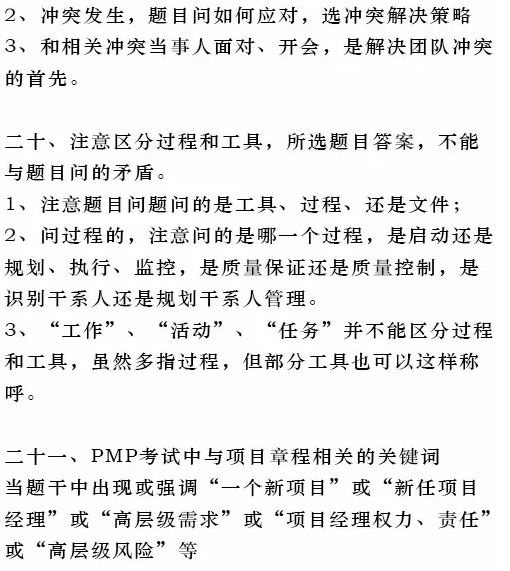 2、冲突发生，题目问如何应对，选冲突解决策略
3、和相关冲突当事人面对、开会，是解决团队冲突
的首先。
二十、注意区分过程和工具，所选题目答案，不能
与题目问的矛盾。
1、注意题目问题问的是工具、过程、还是文件；
2、问过程的，注意问的是哪一个过程，是启动还是
规划、执行、监控，是质量保证还是质量控制，是
识别干系人还是规划干系人管理。
3、“工作”、“活动”、“任务”并不能区分过程
和工具，虽然多指过程，但部分工具也可以这样称
呼。
二十一、PMP考试中与项目章程相关的关键词
当题干中出现或强调“一个新项目”或“新任项目
经理”或“高层级需求”或“项目经理权力、责任”
或“高层级风险”等